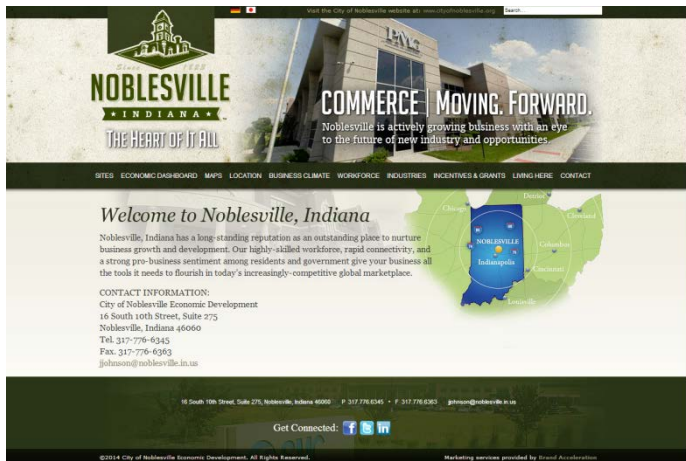 Visit the City of Noblesville website at: www.cityofnoblesville.org
Search...
Since 1823
NOBLESVILLE
INDIANA
THE HEART OF IT ALL
PMG
COMMERCE | MOVING. FORWARD.
Noblesville is actively growing business with an eye
to the future of new industry and opportunities.
SITES ECONOMIC DASHBOARD MAPS LOCATION BUSINESS CLIMATE WORKFORCE INDUSTRIES INCENTIVES & GRANTS LIVING HERE CONTACT
Welcome to Noblesville, Indiana
Noblesville, Indiana has a long-standing reputation as an outstanding place to nurture
business growth and development. Our highly-skilled workforce, rapid connectivity, and
a strong pro-business sentiment among residents and government give your business all
the tools it needs to flourish in today's increasingly-competitive global marketplace.
CONTACT INFORMATION:
City of Noblesville Economic Development
16 South 10th Street, Suite 275
Noblesville, Indiana 46060
Tel. 317-776-6345
Fax. 317-776-6363
jjohnson@noblesville.in.us
Chicago
Detroit
Cleveland
NOBLESVILLE
Columbus
Indianapolis
Cincinnati
Louisville
16 South 10th Street, Suite 275, Noblesville, Indiana 46060 P 317.776.6345 • F 317.776.6363 jjohnson@noblesville.in.us
Get Connected:
©2014 City of Noblesville Economic Development. All Rights Reserved.
Marketing services provided by Brand Acceleration